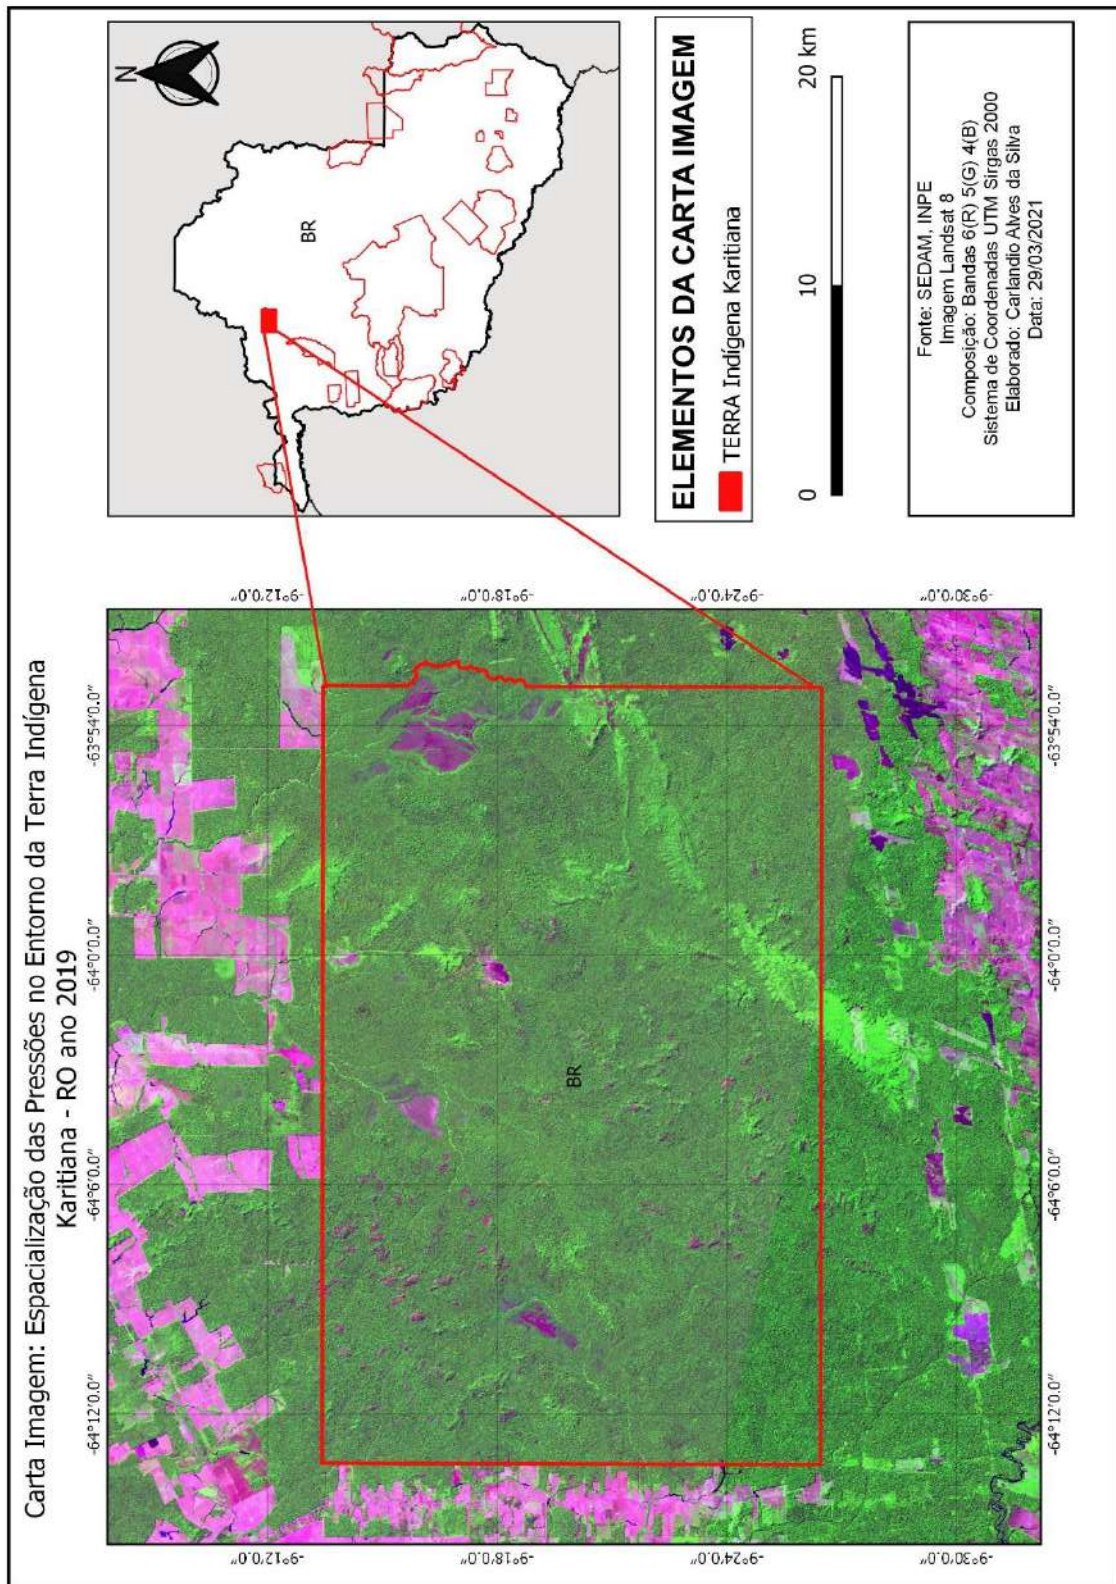 Carta Imagem: Espacialização das Pressões no Entorno da Terra Indígena
Karitiana - RO ano 2019
-64°12'0.0" -64°6'0.0" -64°0'0.0" -63°54'0.0"
-9°12'0.0" -9°12'0.0"
-9°18'0.0" -9°18'0.0"
BR
-9°24'0.0" -9°24'0.0"
-9°30'0.0" -9°30'0.0"
-64°12'0.0" -64°6'0.0" -64°0'0.0" -63°54'0.0"
N
BR
ELEMENTOS DA CARTA IMAGEM
TERRA Indígena Karitiana
0 10 20 km
Fonte: SEDAM, INPE
Imagem Landsat 8
Composição: Bandas 6(R) 5(G) 4(B)
Sistema de Coordenadas UTM Sirgas 2000
Elaborado: Carlandio Alves da Silva
Data: 29/03/2021